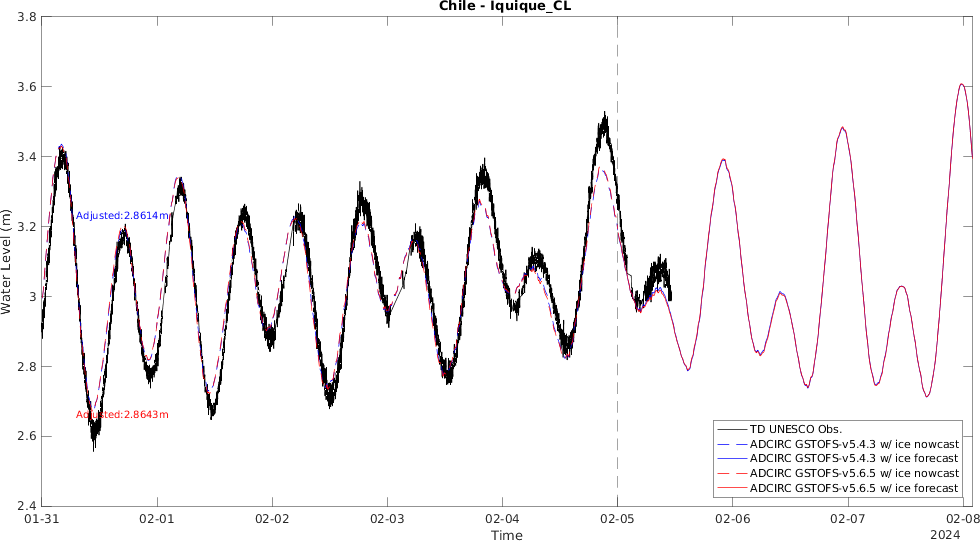 Chile - Iquique_CL
3.8
3.6
3.4
3.2
3
2.8
2.6
2.4
Water Level (m)
Adjusted:2.8614m
Adjusted:2.8643m
TD UNESCO Obs.
ADCIRC GSTOFS-v5.4.3 w/ ice nowcast
ADCIRC GSTOFS-v5.4.3 w/ ice forecast
ADCIRC GSTOFS-v5.6.5 w/ ice nowcast
ADCIRC GSTOFS-v5.6.5 w/ ice forecast
01-31 02-01 02-02 02-03 02-04 02-05 02-06 02-07 02-08
Time
2024